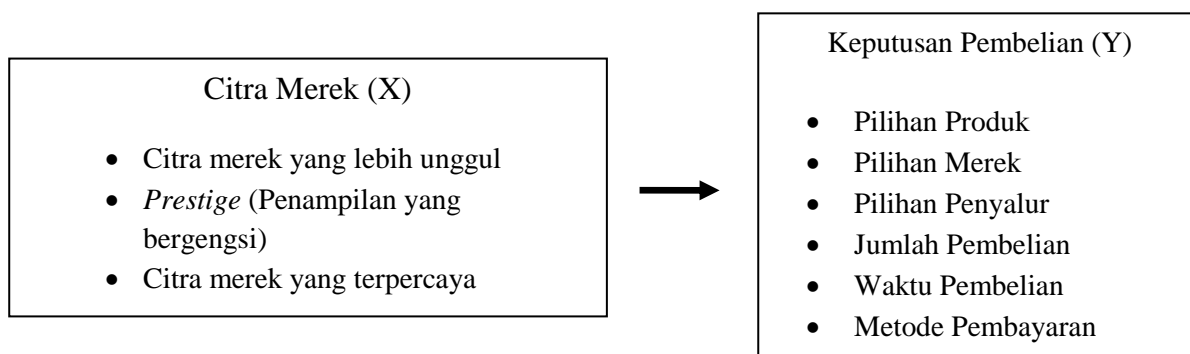 Citra Merek (X)
• Citra merek yang lebih unggul
• Prestige (Penampilan yang
bergengsi)
• Citra merek yang terpercaya
Keputusan Pembelian (Y)
• Pilihan Produk
• Pilihan Merek
• Pilihan Penyalur
• Jumlah Pembelian
• Waktu Pembelian
• Metode Pembayaran